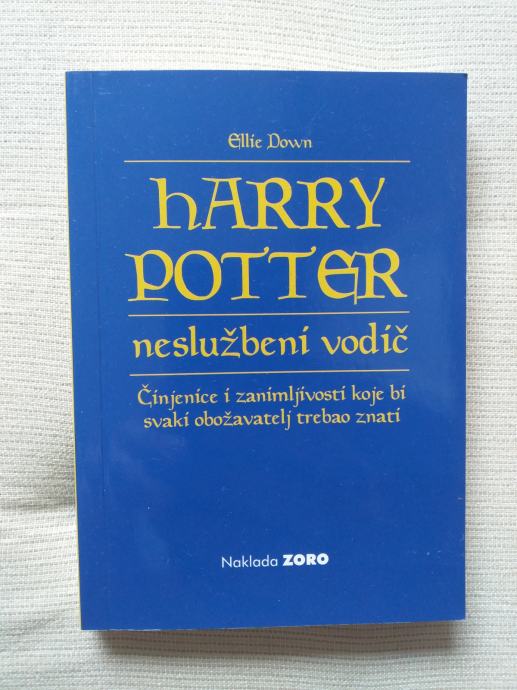 Ellie Down
hARRY
POTTER
neslužbeni vodič
Činjenice i zanimljivosti koje bi
svaki obožavatelj trebao znati
Naklada ZORO